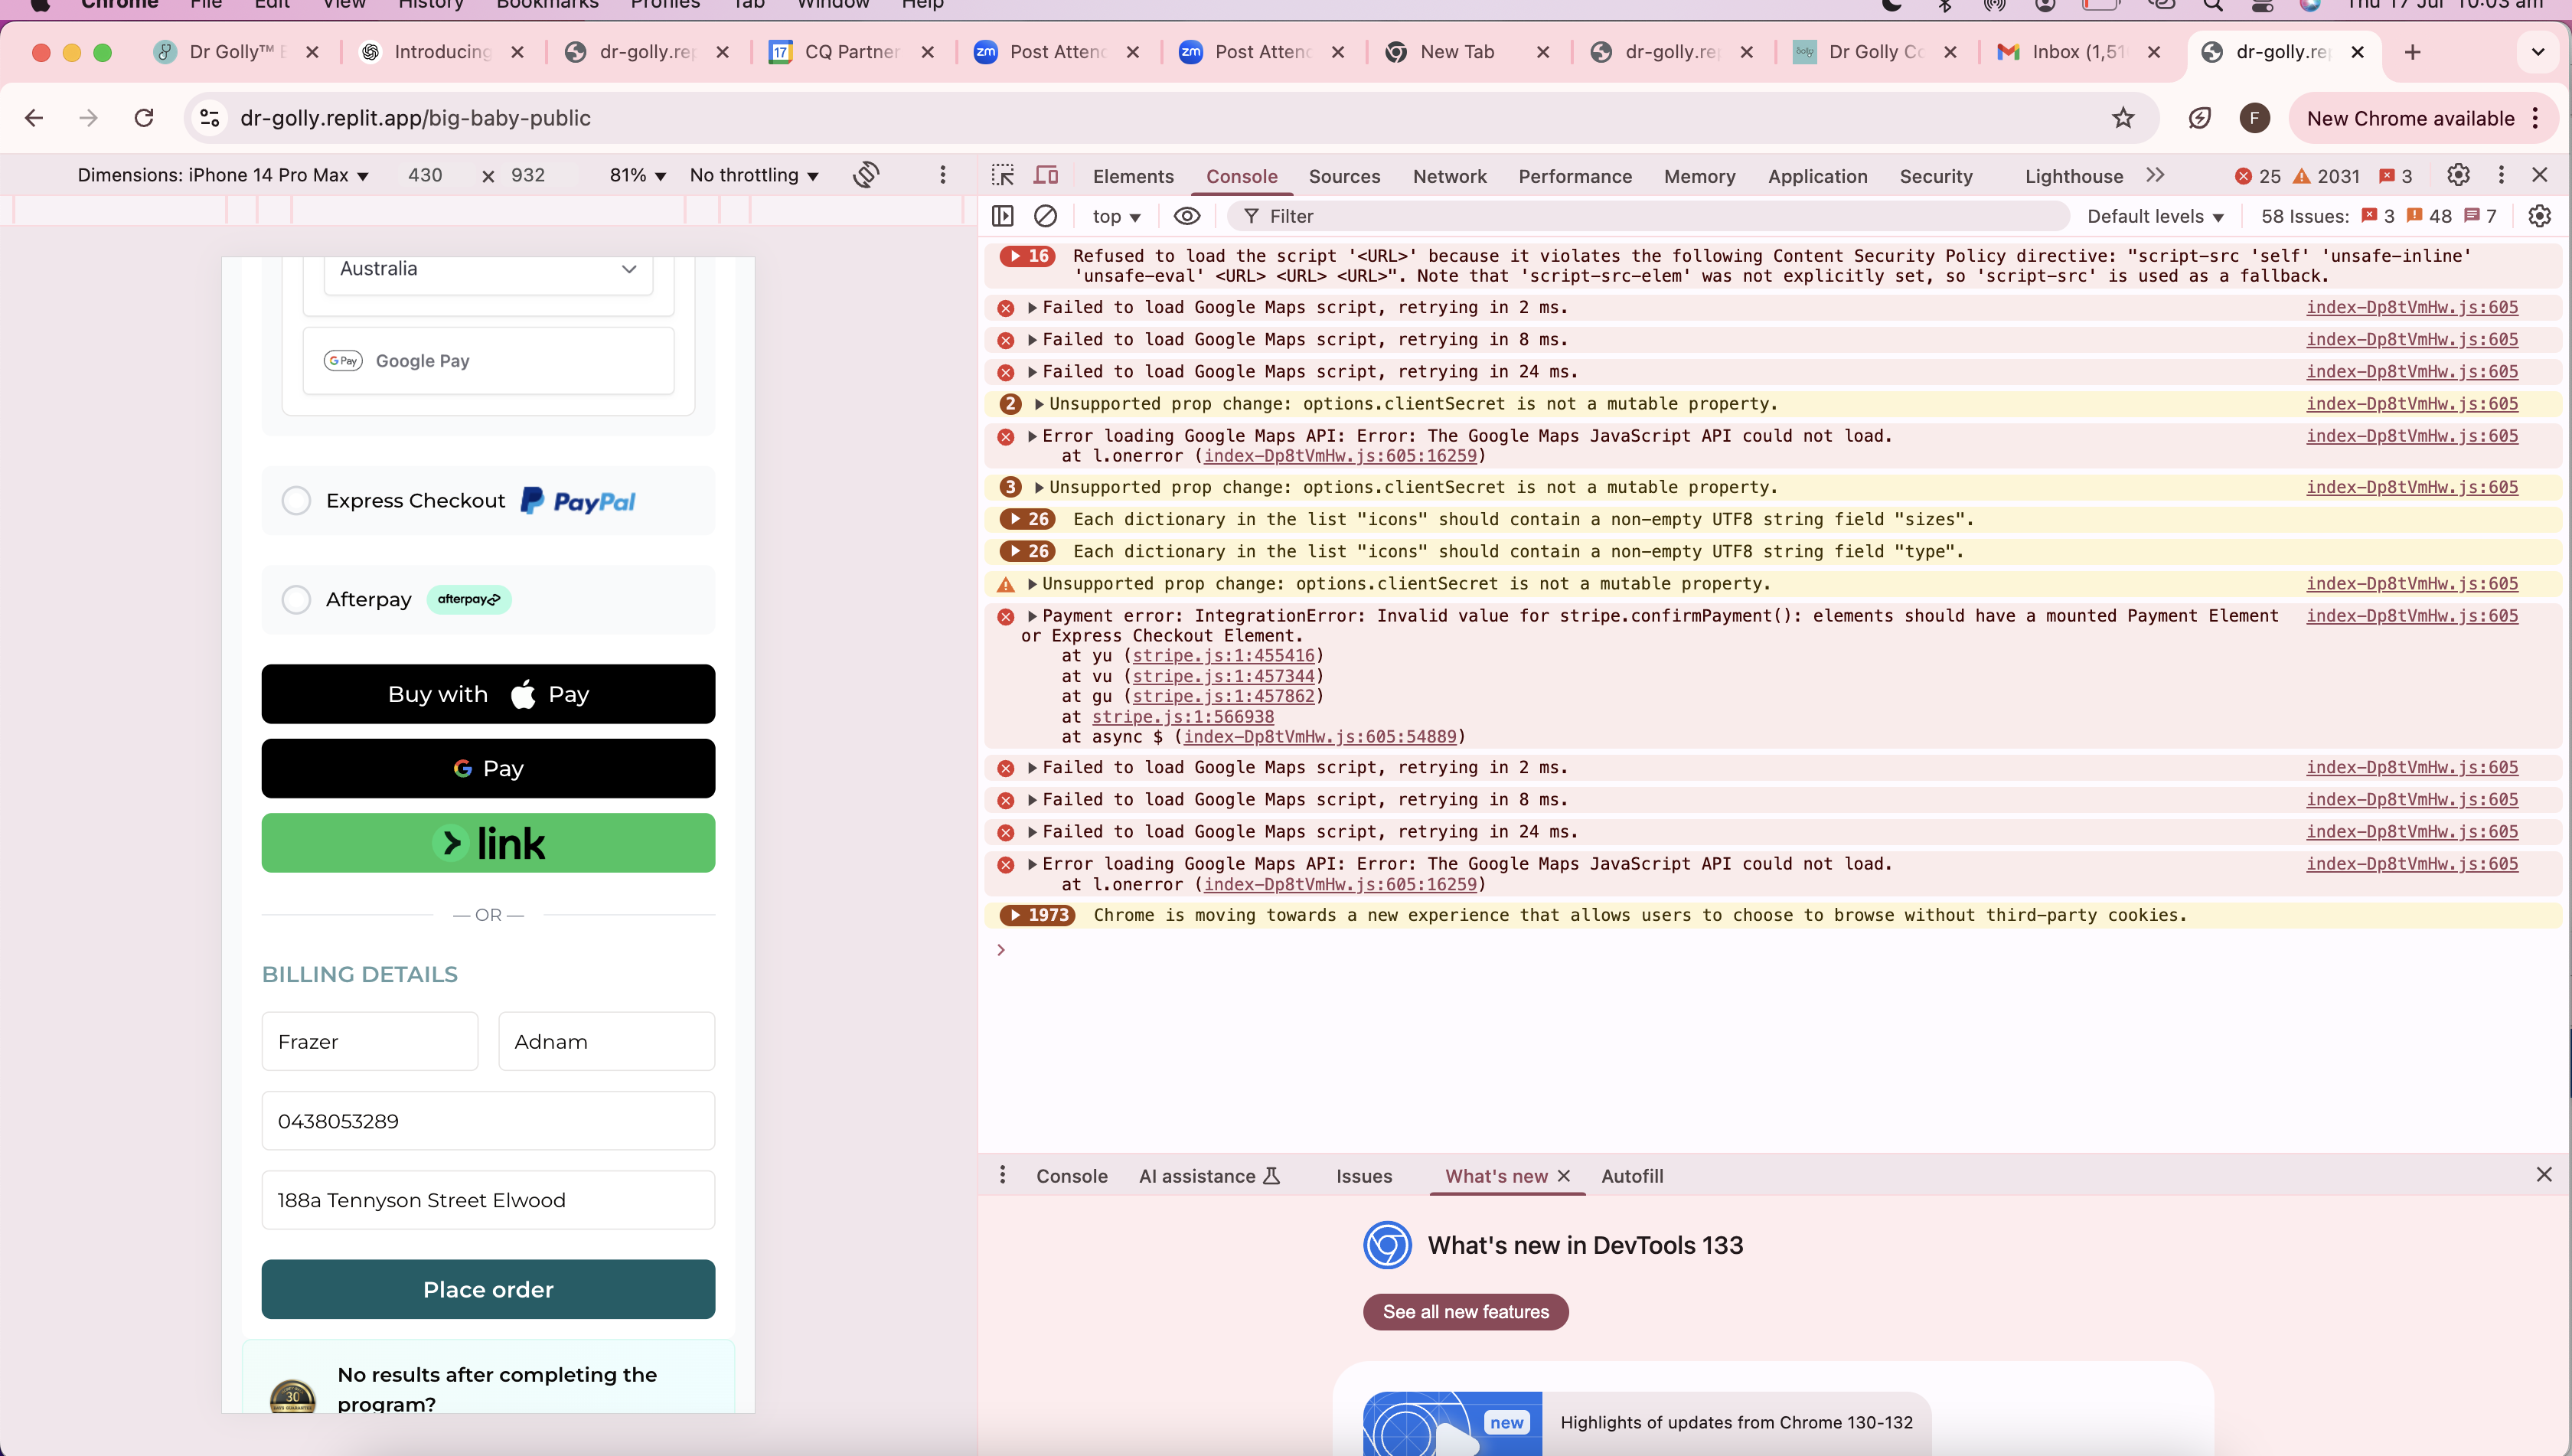 Chrome File Edit View History Bookmarks Profiles Tab Window Help Thu 17 Jul 10:03 am
Dr Golly™ Introducing dr-golly.rep 17 CQ Partner zm Post Attend zm Post Attend New Tab dr-golly.re Dr Golly Co Inbox (1,51 dr-golly.re
dr-golly.replit.app/big-baby-public F New Chrome available
Dimensions: iPhone 14 Pro Max 430 × 932 81% No throttling
Australia
G Pay Google Pay
Express Checkout PayPal
Afterpay afterpay
Buy with Pay
G Pay
link
— OR —
BILLING DETAILS
Frazer Adnam
0438053289
188a Tennyson Street Elwood
Place order
30
No results after completing the
program?
Elements Console Sources Network Performance Memory Application Security Lighthouse 25 2031 3
top Filter Default levels 58 Issues: 3 48 7
16 Refused to load the script '<URL>' because it violates the following Content Security Policy directive: "script-src 'self' 'unsafe-inline'
'unsafe-eval' <URL> <URL> <URL>". Note that 'script-src-elem' was not explicitly set, so 'script-src' is used as a fallback.
Failed to load Google Maps script, retrying in 2 ms. index-Dp8tVmHw.js:605
Failed to load Google Maps script, retrying in 8 ms. index-Dp8tVmHw.js:605
Failed to load Google Maps script, retrying in 24 ms. index-Dp8tVmHw.js:605
2 Unsupported prop change: options.clientSecret is not a mutable property. index-Dp8tVmHw.js:605
Error loading Google Maps API: Error: The Google Maps JavaScript API could not load. index-Dp8tVmHw.js:605
at l.onerror (index-Dp8tVmHw.js:605:16259)
3 Unsupported prop change: options.clientSecret is not a mutable property. index-Dp8tVmHw.js:605
26 Each dictionary in the list "icons" should contain a non-empty UTF8 string field "sizes".
26 Each dictionary in the list "icons" should contain a non-empty UTF8 string field "type".
Unsupported prop change: options.clientSecret is not a mutable property. index-Dp8tVmHw.js:605
Payment error: IntegrationError: Invalid value for stripe.confirmPayment(): elements should have a mounted Payment Element index-Dp8tVmHw.js:605
or Express Checkout Element.
at yu (stripe.js:1:455416)
at vu (stripe.js:1:457344)
at gu (stripe.js:1:457862)
at stripe.js:1:566938
at async $ (index-Dp8tVmHw.js:605:54889)
Failed to load Google Maps script, retrying in 2 ms. index-Dp8tVmHw.js:605
Failed to load Google Maps script, retrying in 8 ms. index-Dp8tVmHw.js:605
Failed to load Google Maps script, retrying in 24 ms. index-Dp8tVmHw.js:605
Error loading Google Maps API: Error: The Google Maps JavaScript API could not load. index-Dp8tVmHw.js:605
at l.onerror (index-Dp8tVmHw.js:605:16259)
1973 Chrome is moving towards a new experience that allows users to choose to browse without third-party cookies.
Console AI assistance Issues What's new Autofill
What's new in DevTools 133
See all new features
new Highlights of updates from Chrome 130-132